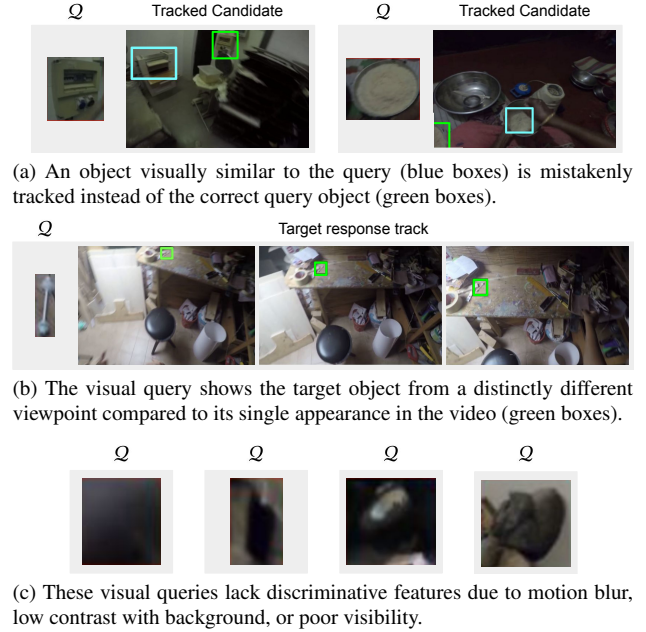 Q Tracked Candidate Q Tracked Candidate
(a) An object visually similar to the query (blue boxes) is mistakenly
tracked instead of the correct query object (green boxes).
Q Target response track
(b) The visual query shows the target object from a distinctly different
viewpoint compared to its single appearance in the video (green boxes).
Q Q Q Q
(c) These visual queries lack discriminative features due to motion blur,
low contrast with background, or poor visibility.